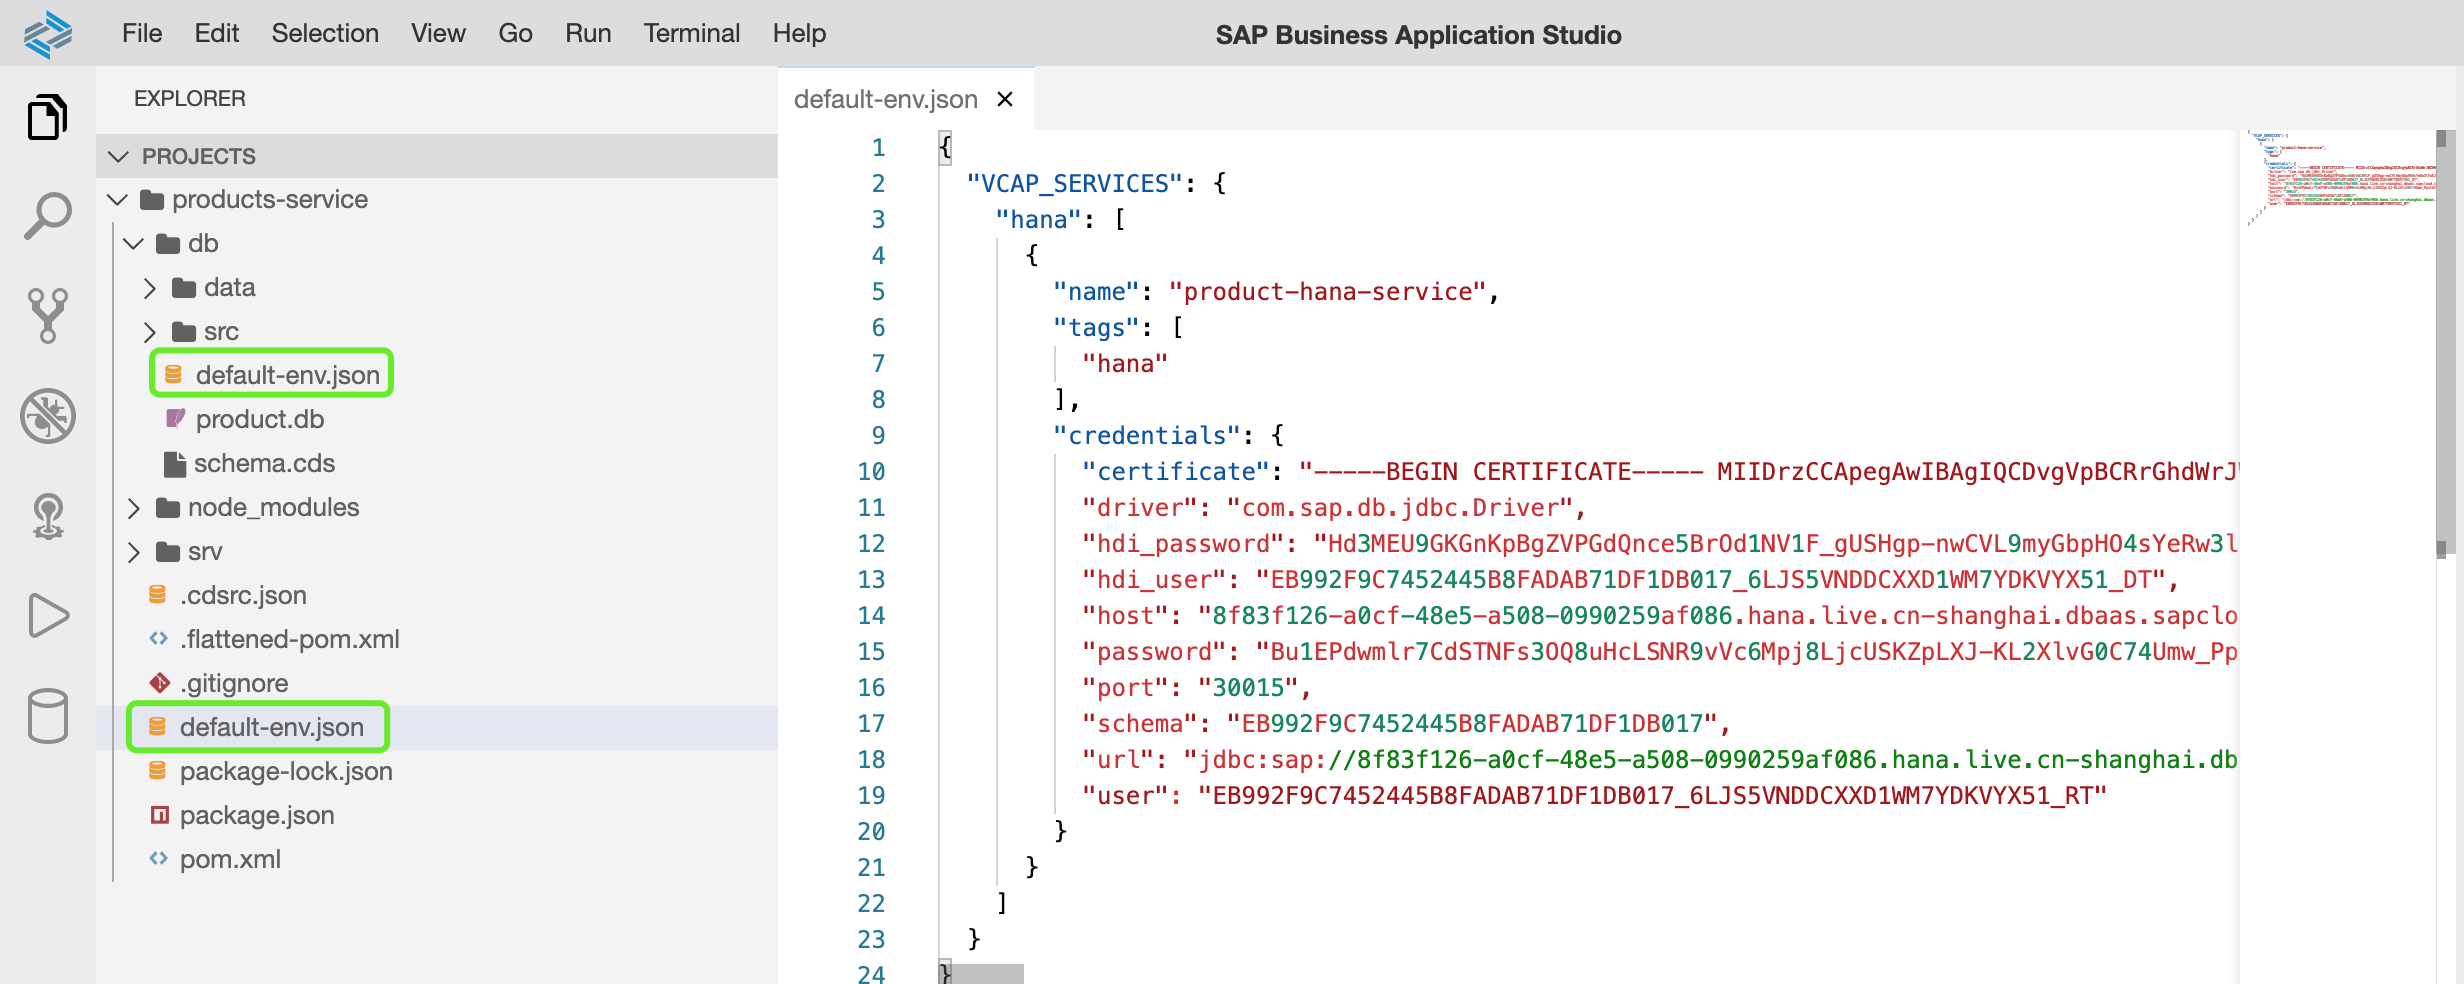 File Edit Selection View Go Run Terminal Help
SAP Business Application Studio
EXPLORER
PROJECTS
products-service
db
data
src
default-env.json
product.db
schema.cds
node_modules
srv
.cdsrc.json
.flattened-pom.xml
.gitignore
default-env.json
package-lock.json
package.json
pom.xml
default-env.json
1 {
2 "VCAP_SERVICES": {
3 "hana": [
4 {
5 "name": "product-hana-service",
6 "tags": [
7 "hana"
8 ],
9 "credentials": {
10 "certificate": "-----BEGIN CERTIFICATE----- MIIDrzCCApegAwIBAgIQCDvgVpBCRrGhdWrJ
11 "driver": "com.sap.db.jdbc.Driver",
12 "hdi_password": "Hd3MEU9GKGnKpBgZVPGdQnce5BrOd1NV1F_gUSHgp-nwCVL9myGbpHO4sYeRw3l
13 "hdi_user": "EB992F9C7452445B8FADAB71DF1DB017_6LJS5VNDDCXXD1WM7YDKVYX51_DT",
14 "host": "8f83f126-a0cf-48e5-a508-0990259af086.hana.live.cn-shanghai.dbaas.sapclo
15 "password": "Bu1EPdwmlr7CdSTNFs3OQ8uHcLSNR9vVc6Mpj8LjcUSKZpLXJ-KL2XlvG0C74Umw_Pp
16 "port": "30015",
17 "schema": "EB992F9C7452445B8FADAB71DF1DB017",
18 "url": "jdbc:sap://8f83f126-a0cf-48e5-a508-0990259af086.hana.live.cn-shanghai.db
19 "user": "EB992F9C7452445B8FADAB71DF1DB017_6LJS5VNDDCXXD1WM7YDKVYX51_RT"
20 }
21 }
22 ]
23 }
24 }